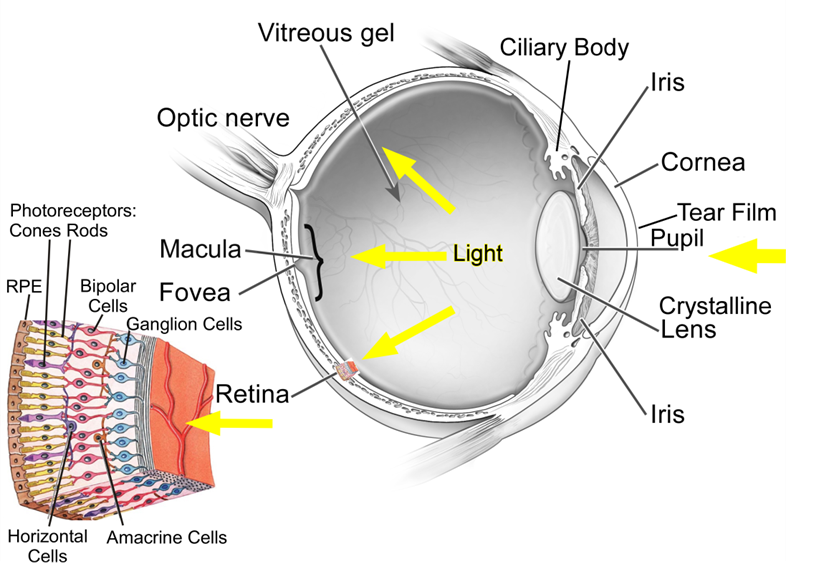 Vitreous gel
Ciliary Body
Iris
Optic nerve
Cornea
Photoreceptors:
Cones Rods
Tear Film
Macula
Light
Pupil
RPE
Bipolar
Cells
Fovea
Crystalline
Lens
Ganglion Cells
Retina
Iris
Horizontal
Cells
Amacrine Cells